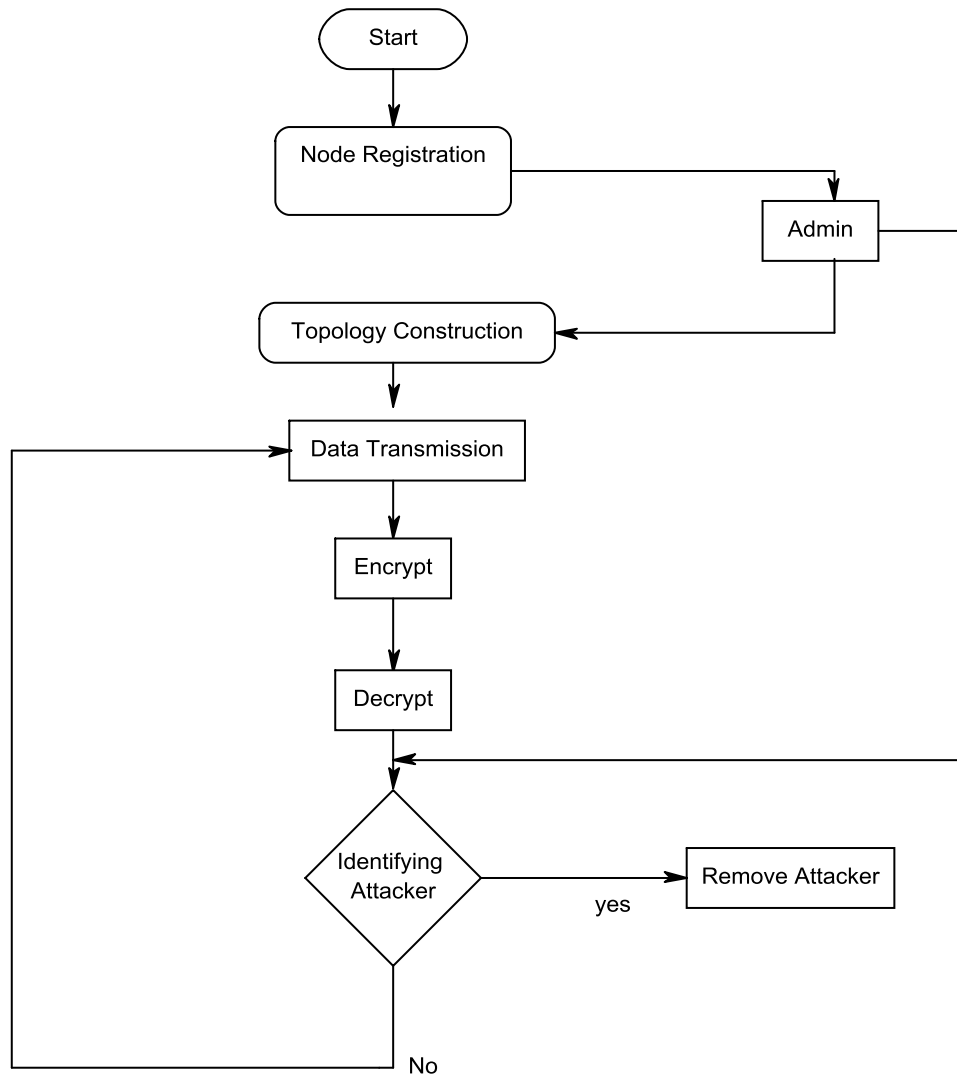 Start
Node Registration
Admin
Topology Construction
Data Transmission
Encrypt
Decrypt
Identifying
Attacker
Remove Attacker
yes
No